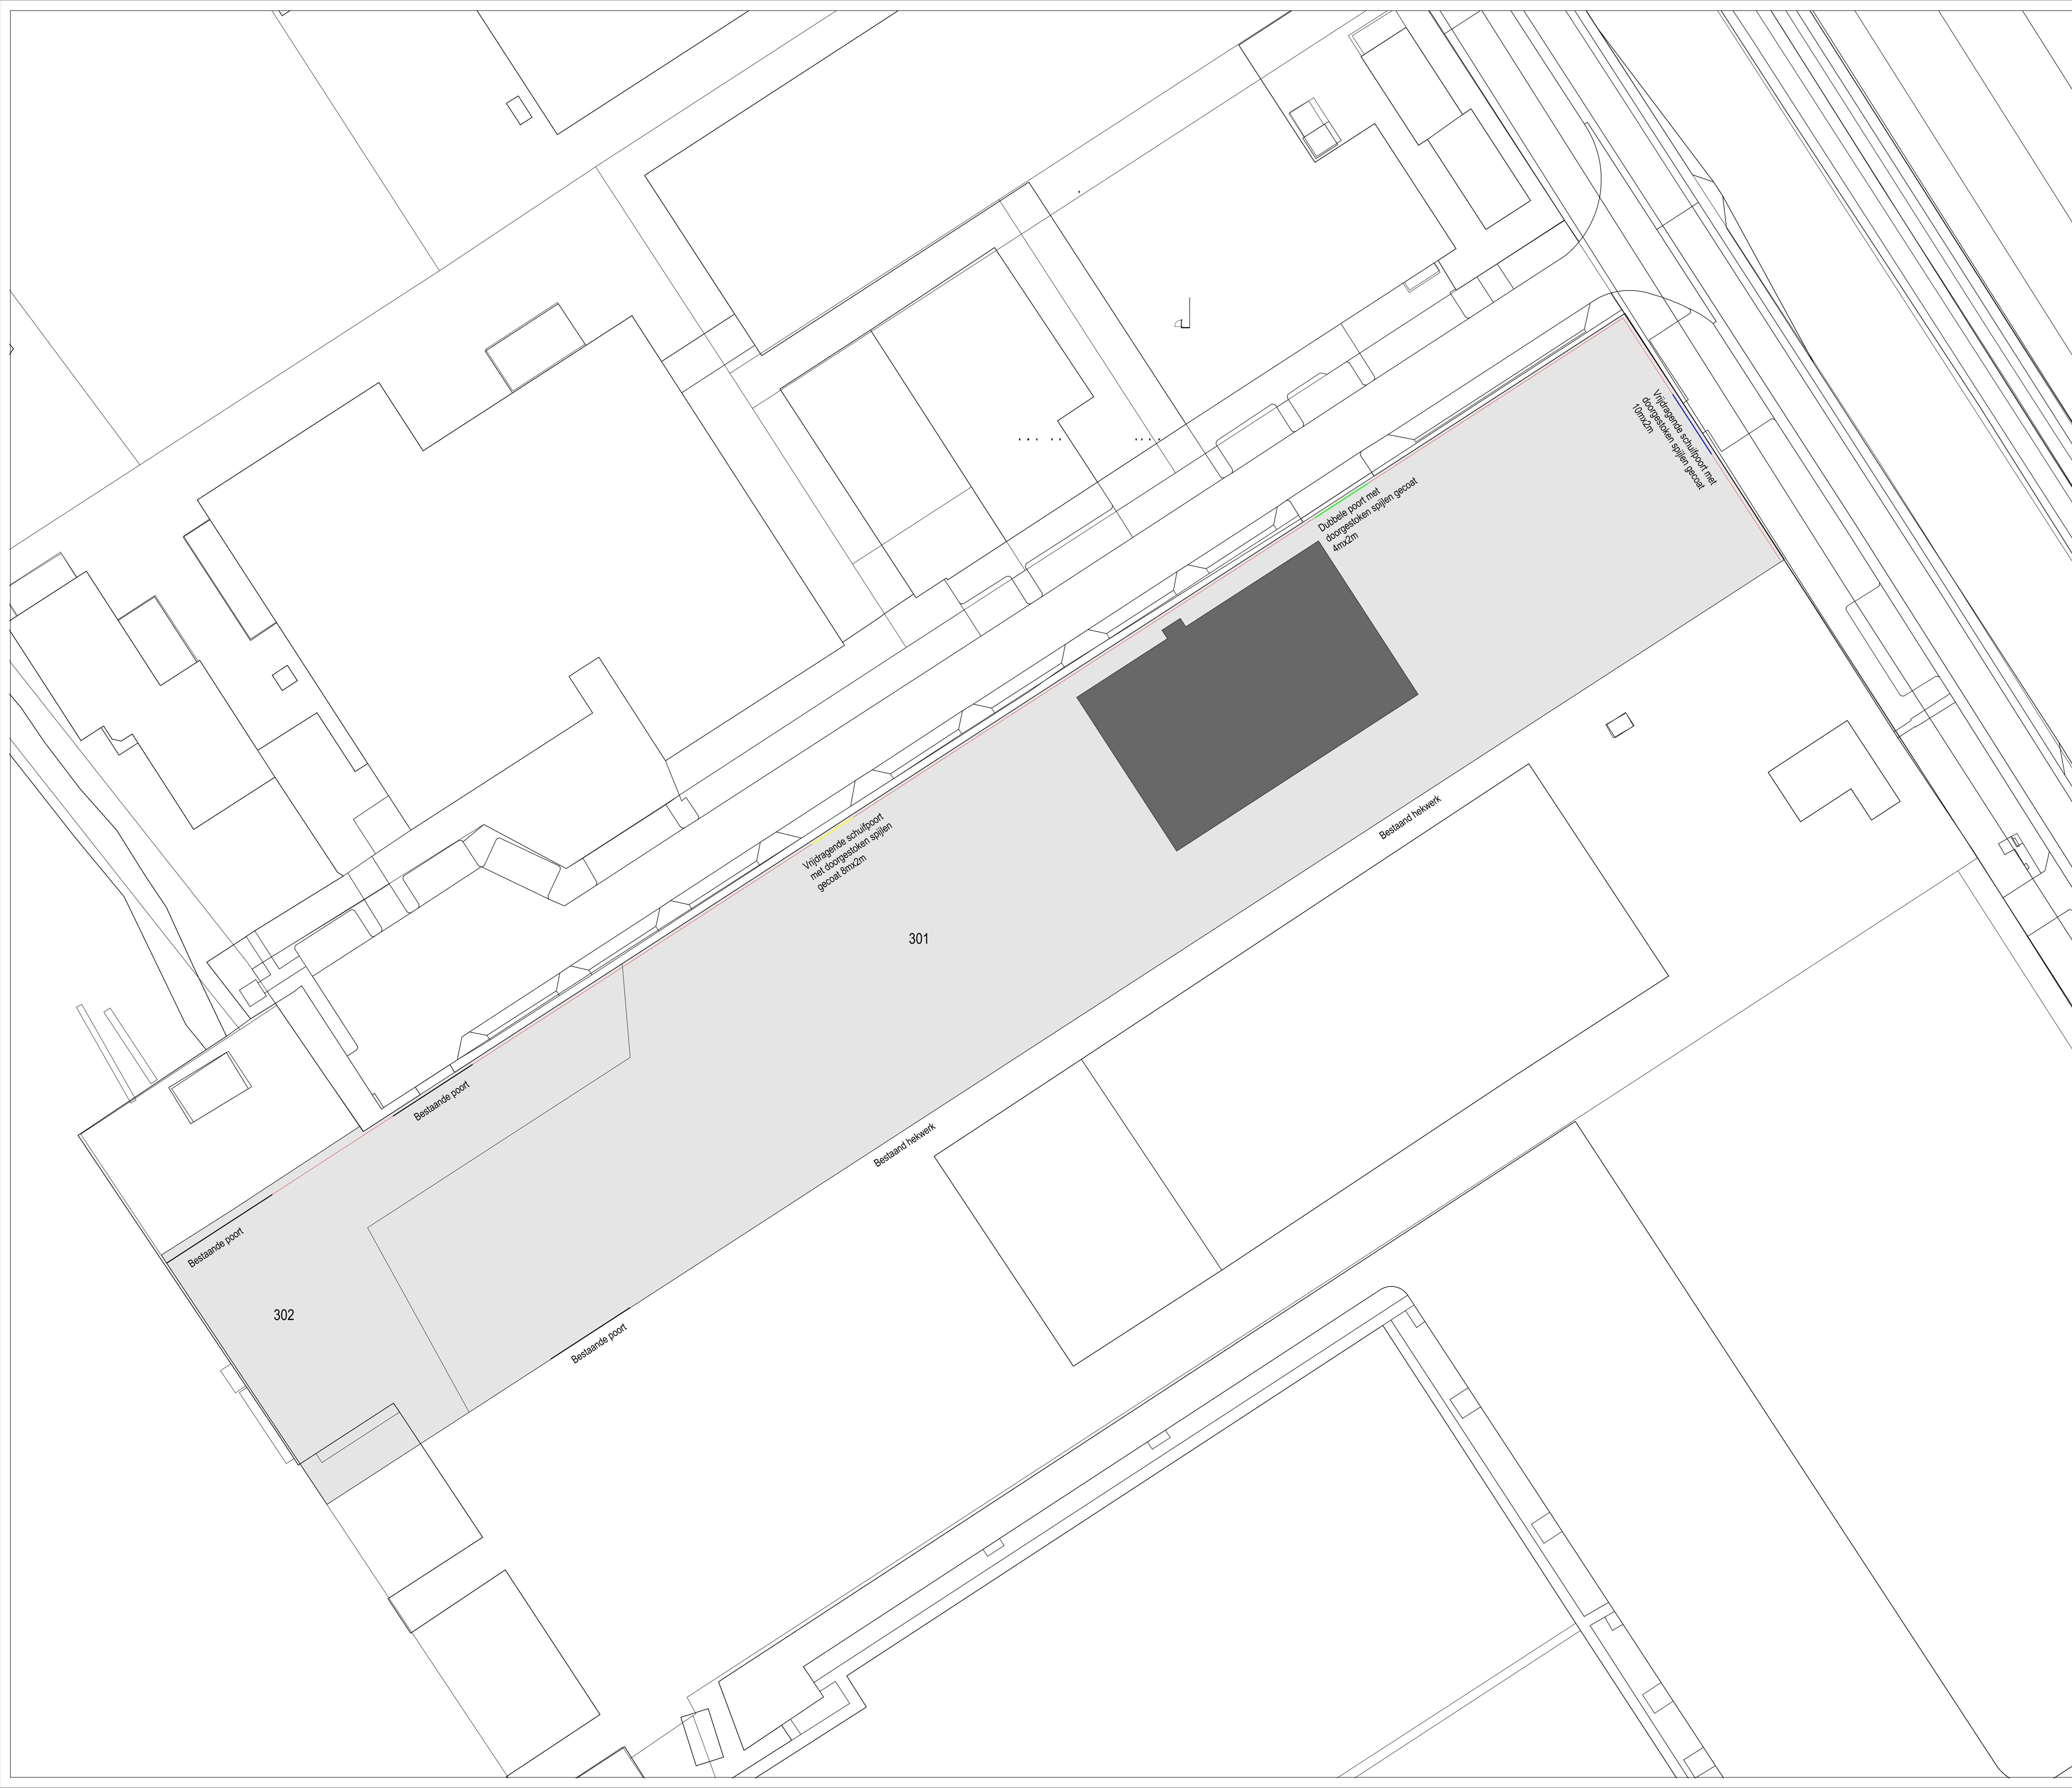 Vrijdragende schuifpoort met
doorgestoken spijlen gecoat
10mx2m
Dubbele poort met
doorgestoken spijlen gecoat
4mx2m
Vrijdragende schuifpoort
met doorgestoken spijlen
gecoat 8mx2m
Bestaand hekwerk
301
Bestaande poort
Bestaand hekwerk
Bestaande poort
302
Bestaande poort